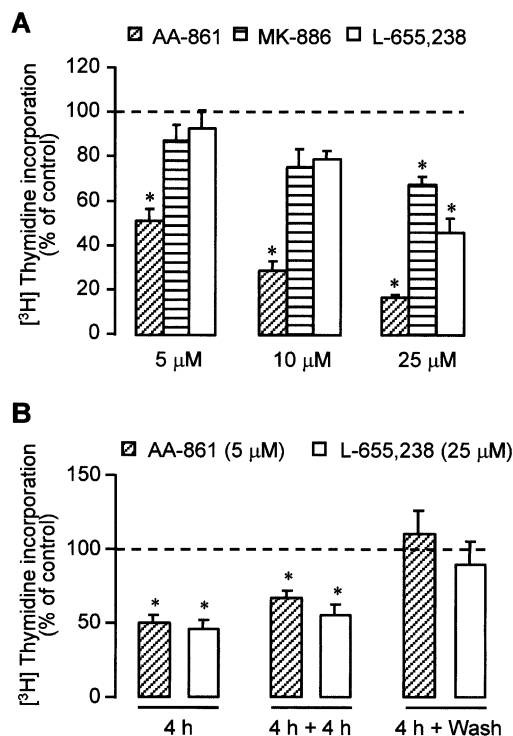 A
AA-861 MK-886 L-655,238
[³H] Thymidine incorporation
(% of control)
120
100
80
60
40
20
0
*
*
*
*
*
5 µM 10 µM 25 µM
B
AA-861 (5 µM) L-655,238 (25 µM)
[³H] Thymidine incorporation
(% of control)
150
100
50
0
* * * *
4 h 4 h + 4 h 4 h + Wash